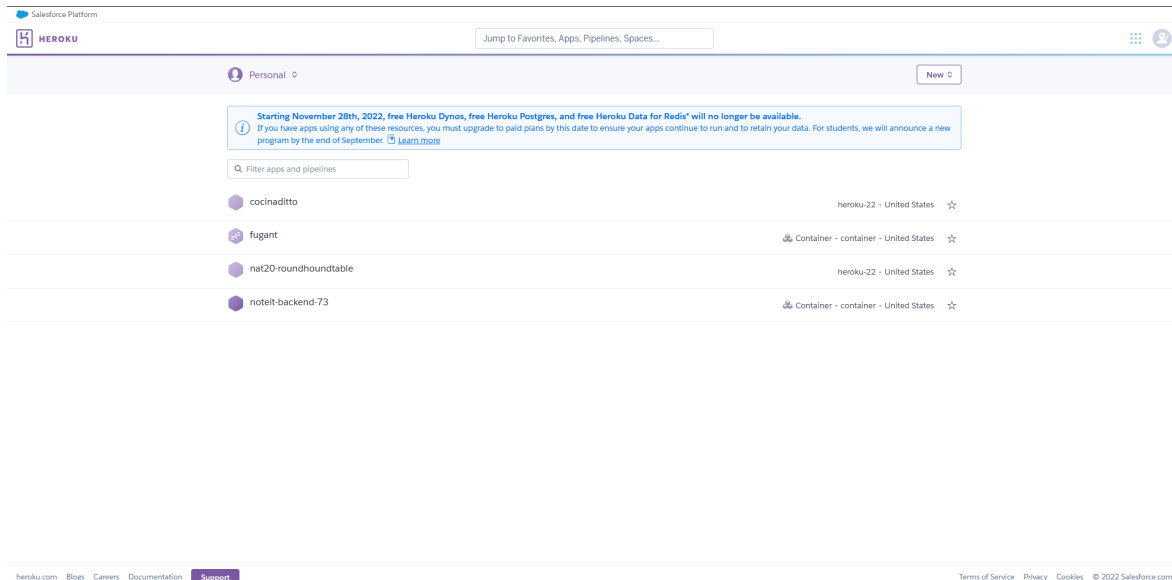 Salesforce Platform
HEROKU
Jump to Favorites, Apps, Pipelines, Spaces...
Personal
New
Starting November 28th, 2022, free Heroku Dynos, free Heroku Postgres, and free Heroku Data for Redis® will no longer be available.
If you have apps using any of these resources, you must upgrade to paid plans by this date to ensure your apps continue to run and to retain your data. For students, we will announce a new
program by the end of September. Learn more
Filter apps and pipelines
cocinaditto
heroku-22 · United States
fugant
Container · container · United States
nat20-roundhoundtable
heroku-22 · United States
noteit-backend-73
Container · container · United States
heroku.com Blogs Careers Documentation Support
Terms of Service Privacy Cookies © 2022 Salesforce.com